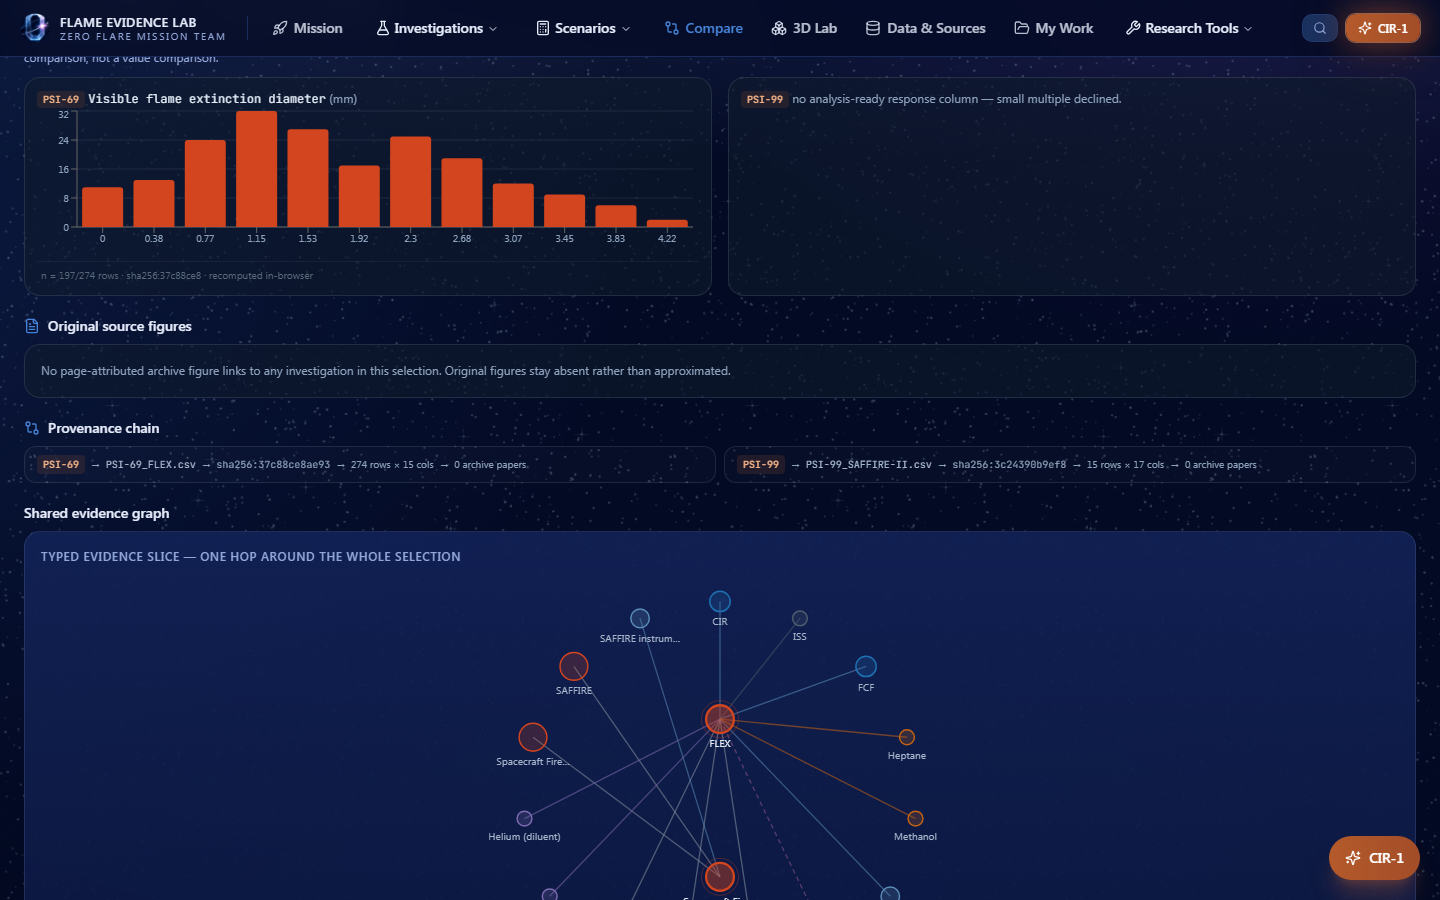 FLAME EVIDENCE LAB
ZERO FLARE MISSION TEAM
Mission
Investigations
Scenarios
Compare
3D Lab
Data & Sources
My Work
Research Tools
CIR-1
comparison, not a value comparison.
PSI-69 Visible flame extinction diameter (mm)
32
24
16
8
0
0 0.38 0.77 1.15 1.53 1.92 2.3 2.68 3.07 3.45 3.83 4.22
n = 197/274 rows · sha256:37c88ce8 · recomputed in-browser
PSI-99 no analysis-ready response column — small multiple declined.
Original source figures
No page-attributed archive figure links to any investigation in this selection. Original figures stay absent rather than approximated.
Provenance chain
PSI-69 → PSI-69_FLEX.csv → sha256:37c88ce8ae93 → 274 rows × 15 cols → 0 archive papers
PSI-99 → PSI-99_SAFFIRE-II.csv → sha256:3c24390b9ef8 → 15 rows × 17 cols → 0 archive papers
Shared evidence graph
TYPED EVIDENCE SLICE — ONE HOP AROUND THE WHOLE SELECTION
CIR
SAFFIRE instrum...
ISS
SAFFIRE
FCF
FLEX
Heptane
Spacecraft Fire...
Helium (diluent)
Methanol
CIR-1